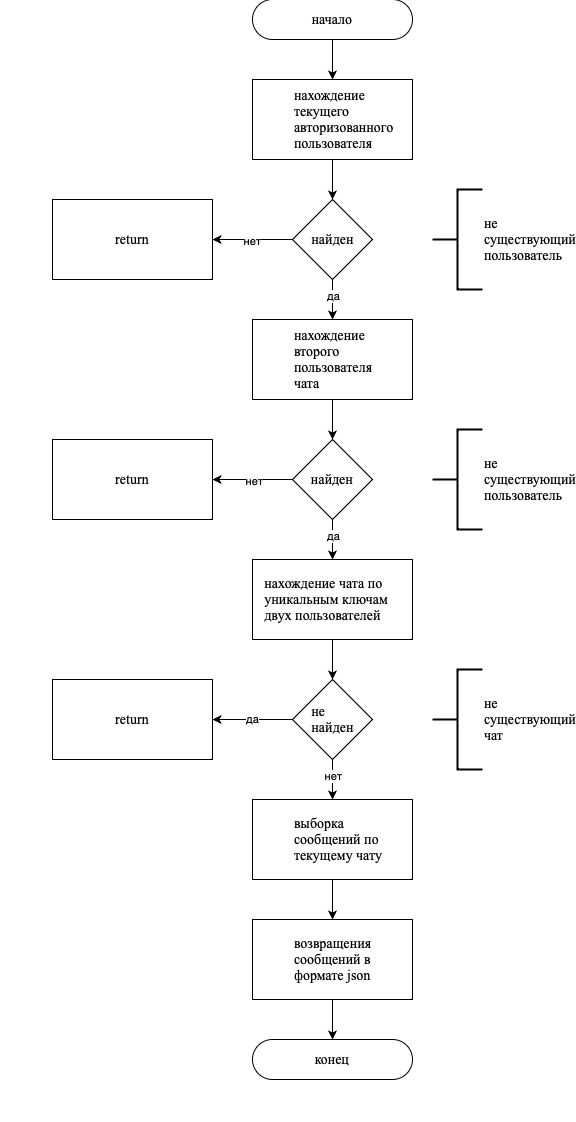 начало
нахождение
текущего
авторизованного
пользователя
return
нет
найден
не
существующий
пользователь
да
нахождение
второго
пользователя
чата
return
нет
найден
не
существующий
пользователь
да
нахождение чата по
уникальным ключам
двух пользователей
return
да
не
найден
не
существующий
чат
нет
выборка
сообщений по
текущему чату
возвращения
сообщений в
формате json
конец